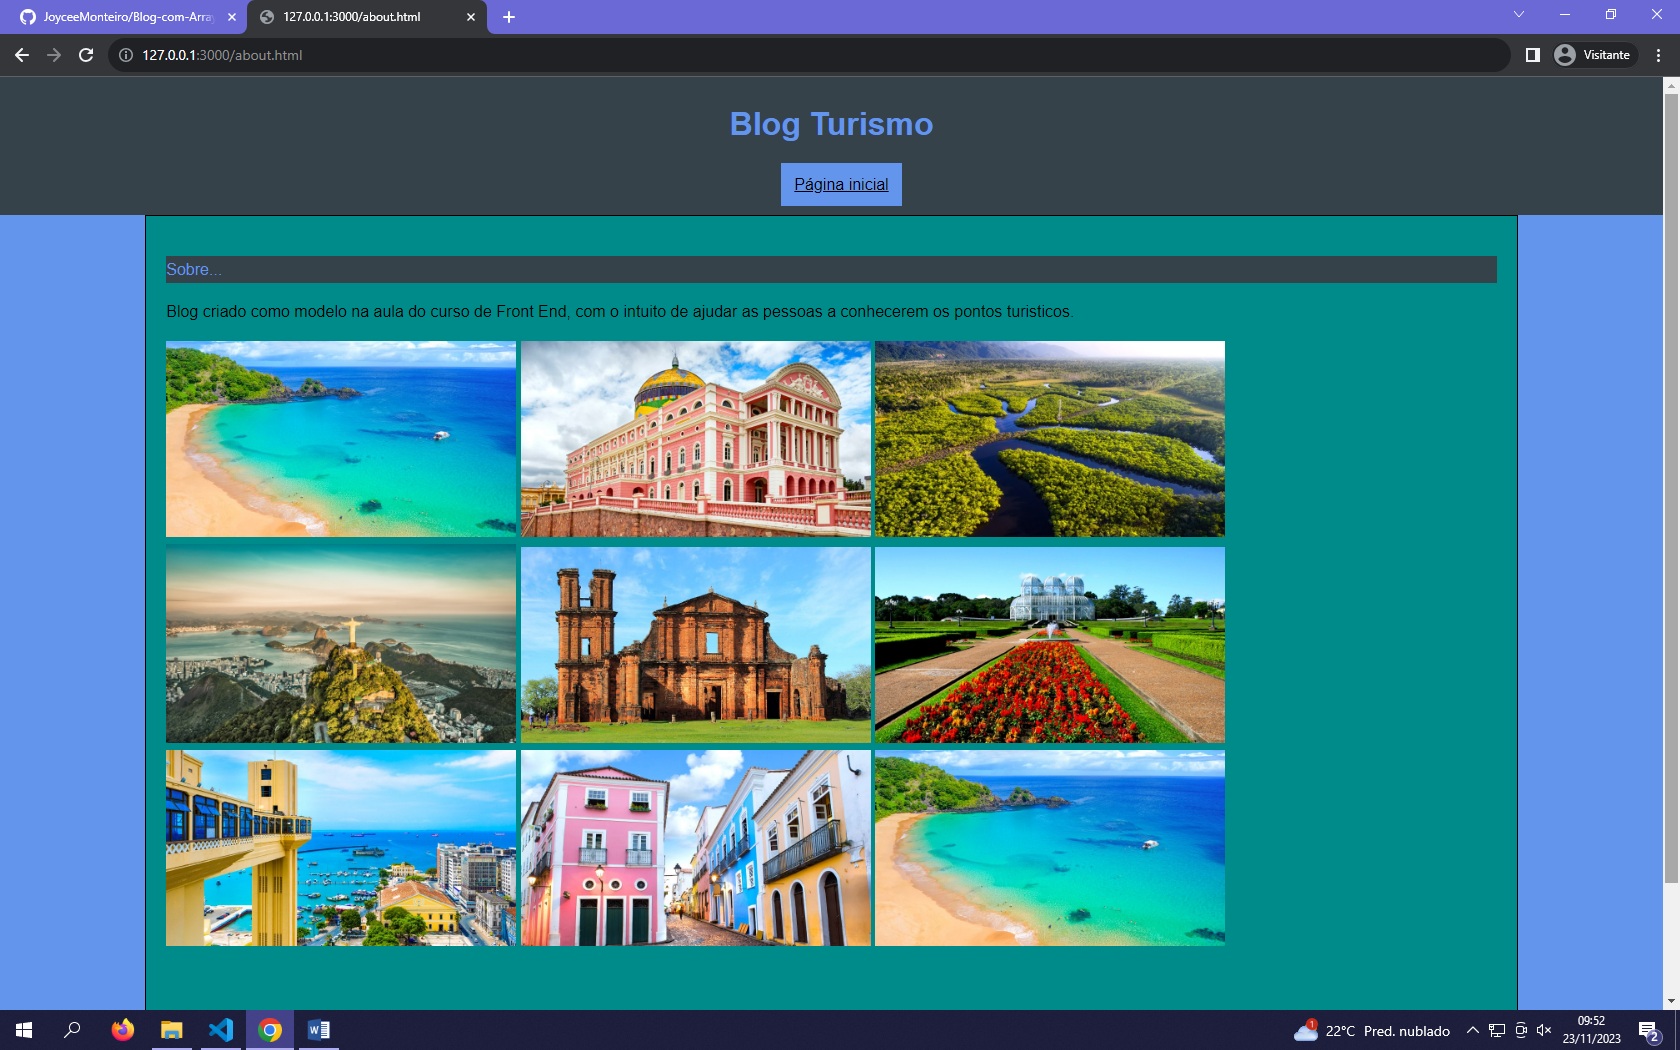 JoyceeMonteiro/Blog-com-Arra
127.0.0.1:3000/about.html
127.0.0.1:3000/about.html
Visitante
Blog Turismo
Página inicial
Sobre...
Blog criado como modelo na aula do curso de Front End, com o intuito de ajudar as pessoas a conhecerem os pontos turisticos.
1
22°C Pred. nublado
09:52
23/11/2023
2